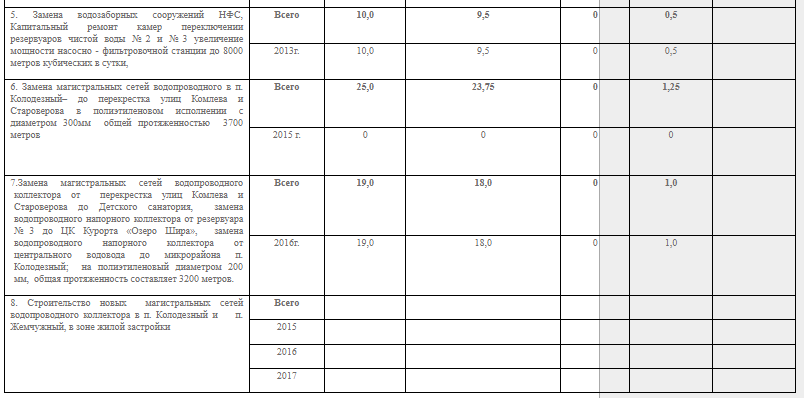 5. Замена водозаборных сооружений НФС, Всего 10,0 9,5 0 0,5
Капитальный ремонт камер переключении
резервуаров чистой воды № 2 и № 3 увеличение
мощности насосно - фильтровочной станции до 8000 2013г. 10,0 9,5 0 0,5
метров кубических в сутки,
6. Замена магистральных сетей водопроводного в п. Всего 25,0 23,75 0 1,25
Колодезный– до перекрестка улиц Комлева и
Староверова в полиэтиленовом исполнении с
диаметром 300мм общей протяженностью 3700
метров 2015 г. 0 0 0 0
7.Замена магистральных сетей водопроводного Всего 19,0 18,0 0 1,0
коллектора от перекрестка улиц Комлева и
Староверова до Детского санатория, замена
водопроводного напорного коллектора от резервуара
№ 3 до ЦК Курорта «Озеро Шира», замена
водопроводного напорного коллектора от 2016г. 19,0 18,0 0 1,0
центрального водовода до микрорайона п.
Колодезный; на полиэтиленовый диаметром 200
мм, общая протяженность составляет 3200 метров.
8. Строительство новых магистральных сетей Всего
водопроводного коллектора в п. Колодезный и п.
Жемчужный, в зоне жилой застройки
2015
2016
2017